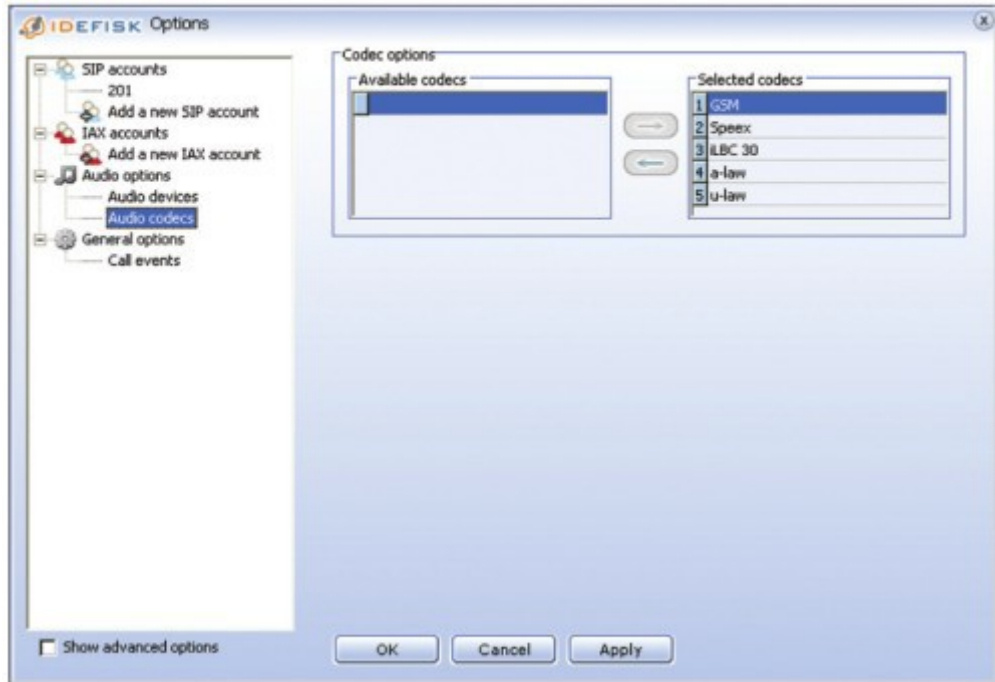 IDEFISK Options
SIP accounts
201
Add a new SIP account
IAX accounts
Add a new IAX account
Audio options
Audio devices
Audio codecs
General options
Call events
Show advanced options
Codec options
Available codecs
Selected codecs
1 GSM
2 Speex
3 iLBC 30
4 a-law
5 u-law
OK Cancel Apply